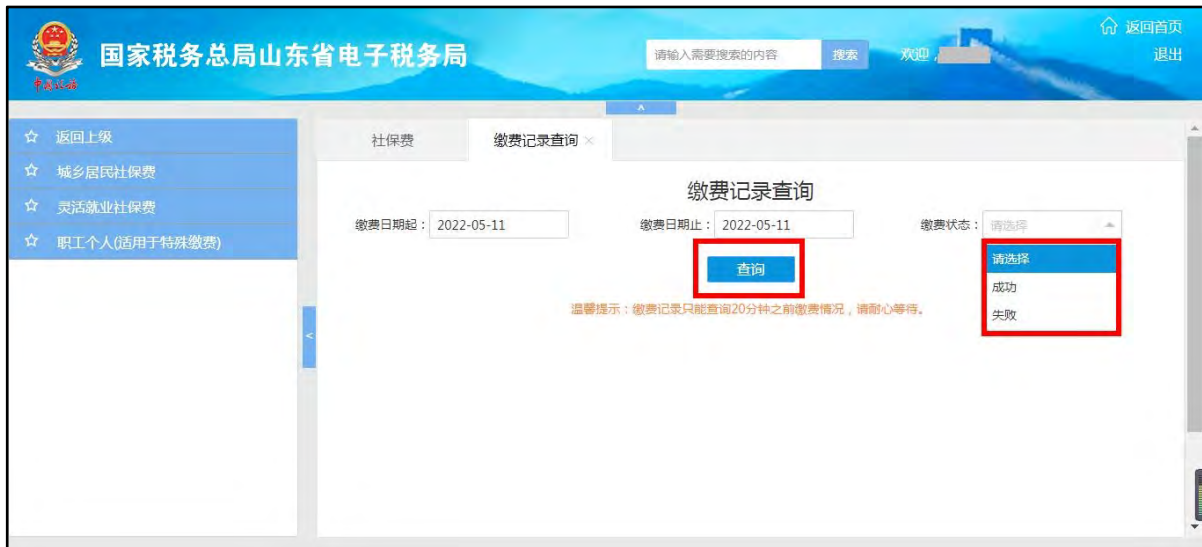 返回首页
国家税务总局山东省电子税务局
请输入需要搜索的内容
搜索
欢迎,
退出
中国税务
返回上级
城乡居民社保费
灵活就业社保费
职工个人(适用于特殊缴费)
社保费
缴费记录查询
缴费记录查询
缴费日期起： 2022-05-11
缴费日期止： 2022-05-11
缴费状态： 请选择
查询
请选择
成功
失败
温馨提示：缴费记录只能查询20分钟之前缴费情况，请耐心等待。